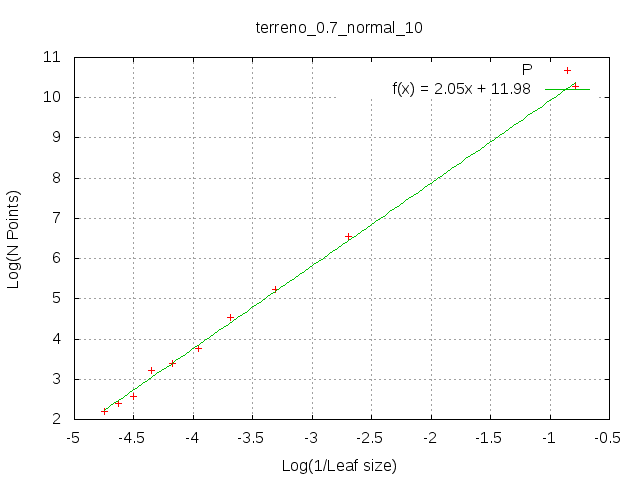 terreno_0.7_normal_10
11
10
9
8
7
6
5
4
3
2
Log(N Points)
P
f(x) = 2.05x + 11.98
-5 -4.5 -4 -3.5 -3 -2.5 -2 -1.5 -1 -0.5
Log(1/Leaf size)